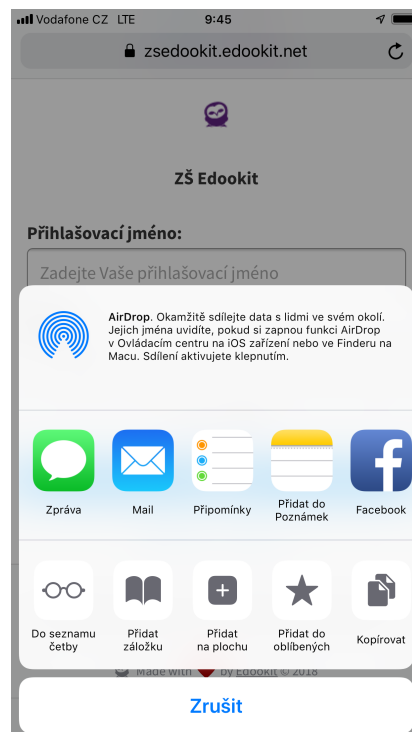 Vodafone CZ LTE 9:45
zsedookit.edookit.net
ZŠ Edookit
Přihlašovací jméno:
Zadejte Vaše přihlašovací jméno
AirDrop. Okamžitě sdílejte data s lidmi ve svém okolí.
Jejich jména uvidíte, pokud si zapnou funkci AirDrop
v Ovládacím centru na iOS zařízení nebo ve Finderu na
Macu. Sdílení aktivujete klepnutím.
Zpráva
Mail
Připomínky
Přidat do
Poznámek
Facebook
Do seznamu
četby
Přidat
záložku
Přidat
na plochu
Přidat do
oblíbených
Kopírovat
Made with by Edookit © 2018
Zrušit